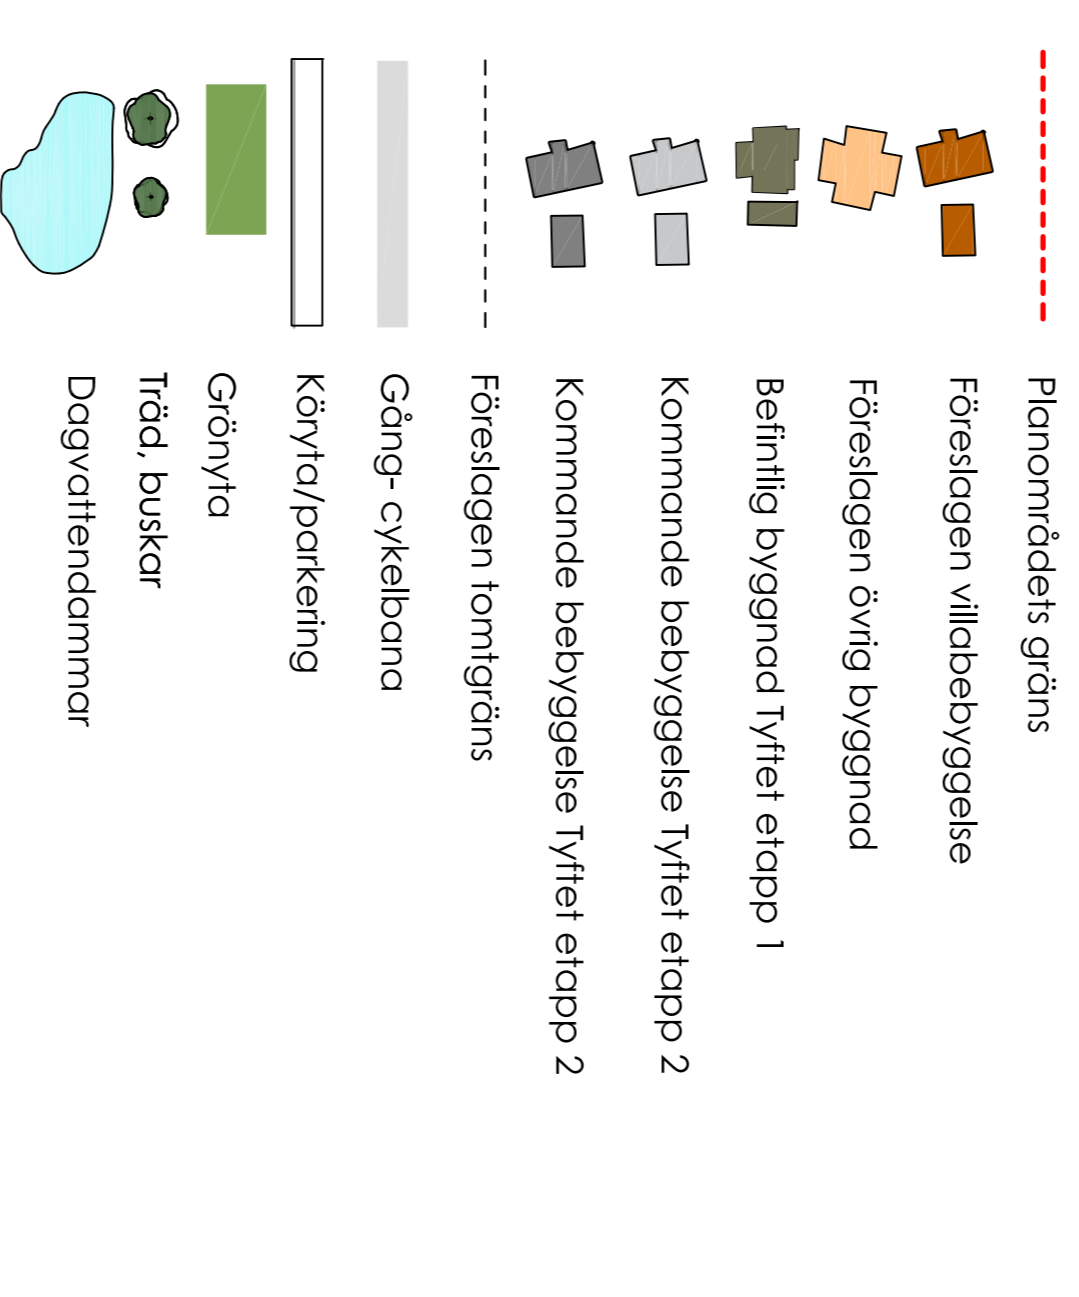 Planområdets gräns
Föreslagen villabebyggelse
Föreslagen övrig byggnad
Befintlig byggnad Tyftet etapp 1
Kommande bebyggelse Tyftet etapp 2
Kommande bebyggelse Tyftet etapp 2
Föreslagen tomtgräns
Gång- cykelbana
Köryta/parkering
Grönyta
Träd, buskar
Dagvattendammar